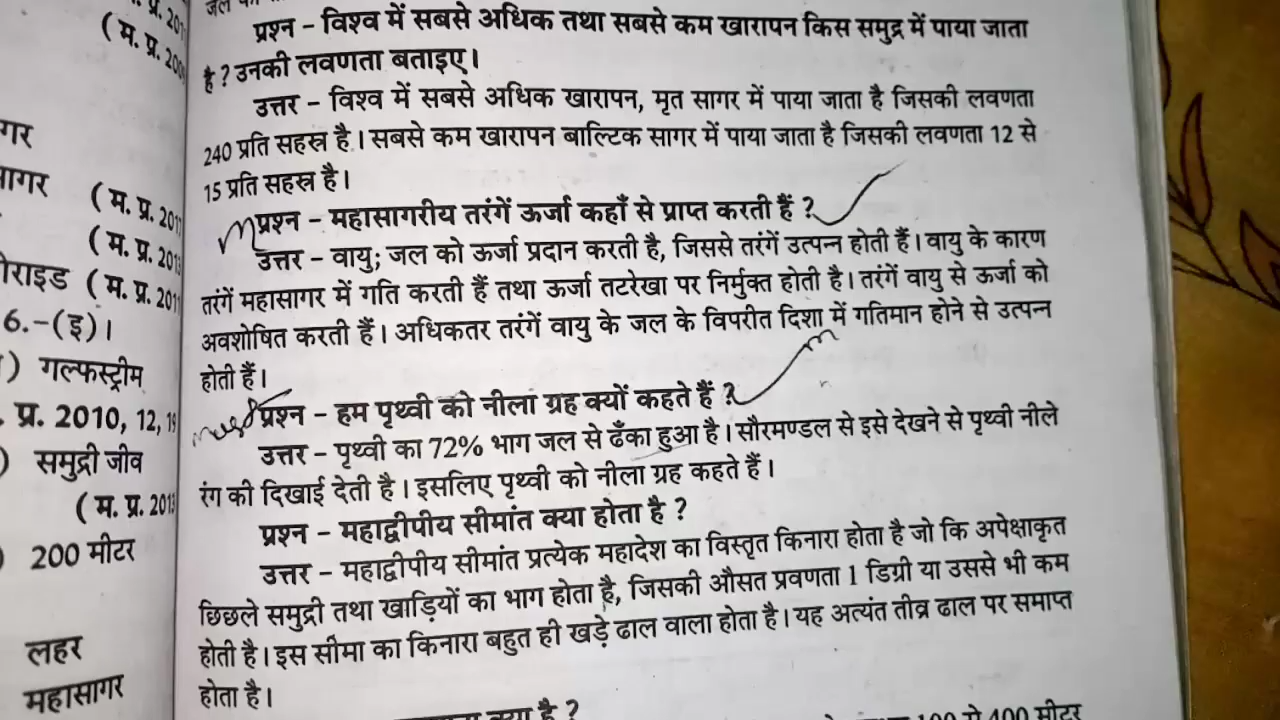 प्र. 201
( म. प्र. 2009
गर
ागर
( म. प्र. 201
( म. प्र. 201
ोराइड ( म. प्र. 201
6.–(इ)।
) गल्फस्ट्रीम
. प्र. 2010, 12, 19
) समुद्री जीव
( म. प्र. 201
) 200 मीटर
लहर
महासागर
प्रश्न – विश्व में सबसे अधिक तथा सबसे कम खारापन किस समुद्र में पाया जाता
है ? उनकी लवणता बताइए।
उत्तर – विश्व में सबसे अधिक खारापन, मृत सागर में पाया जाता है जिसकी लवणता
240 प्रति सहस्र है। सबसे कम खारापन बाल्टिक सागर में पाया जाता है जिसकी लवणता 12 से
15 प्रति सहस्र है।
प्रश्न – महासागरीय तरंगें ऊर्जा कहाँ से प्राप्त करती हैं ?
उत्तर – वायु; जल को ऊर्जा प्रदान करती है, जिससे तरंगें उत्पन्न होती हैं। वायु के कारण
तरंगें महासागर में गति करती हैं तथा ऊर्जा तटरेखा पर निर्मुक्त होती है। तरंगें वायु से ऊर्जा को
अवशोषित करती हैं। अधिकतर तरंगें वायु के जल के विपरीत दिशा में गतिमान होने से उत्पन्न
होती हैं।
प्रश्न – हम पृथ्वी को नीला ग्रह क्यों कहते हैं ?
उत्तर – पृथ्वी का 72% भाग जल से ढँका हुआ है। सौरमण्डल से इसे देखने से पृथ्वी नीले
रंग की दिखाई देती है। इसलिए पृथ्वी को नीला ग्रह कहते हैं।
प्रश्न – महाद्वीपीय सीमांत क्या होता है ?
उत्तर – महाद्वीपीय सीमांत प्रत्येक महादेश का विस्तृत किनारा होता है जो कि अपेक्षाकृत
छिछले समुद्री तथा खाड़ियों का भाग होता है, जिसकी औसत प्रवणता 1 डिग्री या उससे भी कम
होती है। इस सीमा का किनारा बहुत ही खड़े ढाल वाला होता है। यह अत्यंत तीव्र ढाल पर समाप्त
होता है।
क्या है ?
400 मीटर